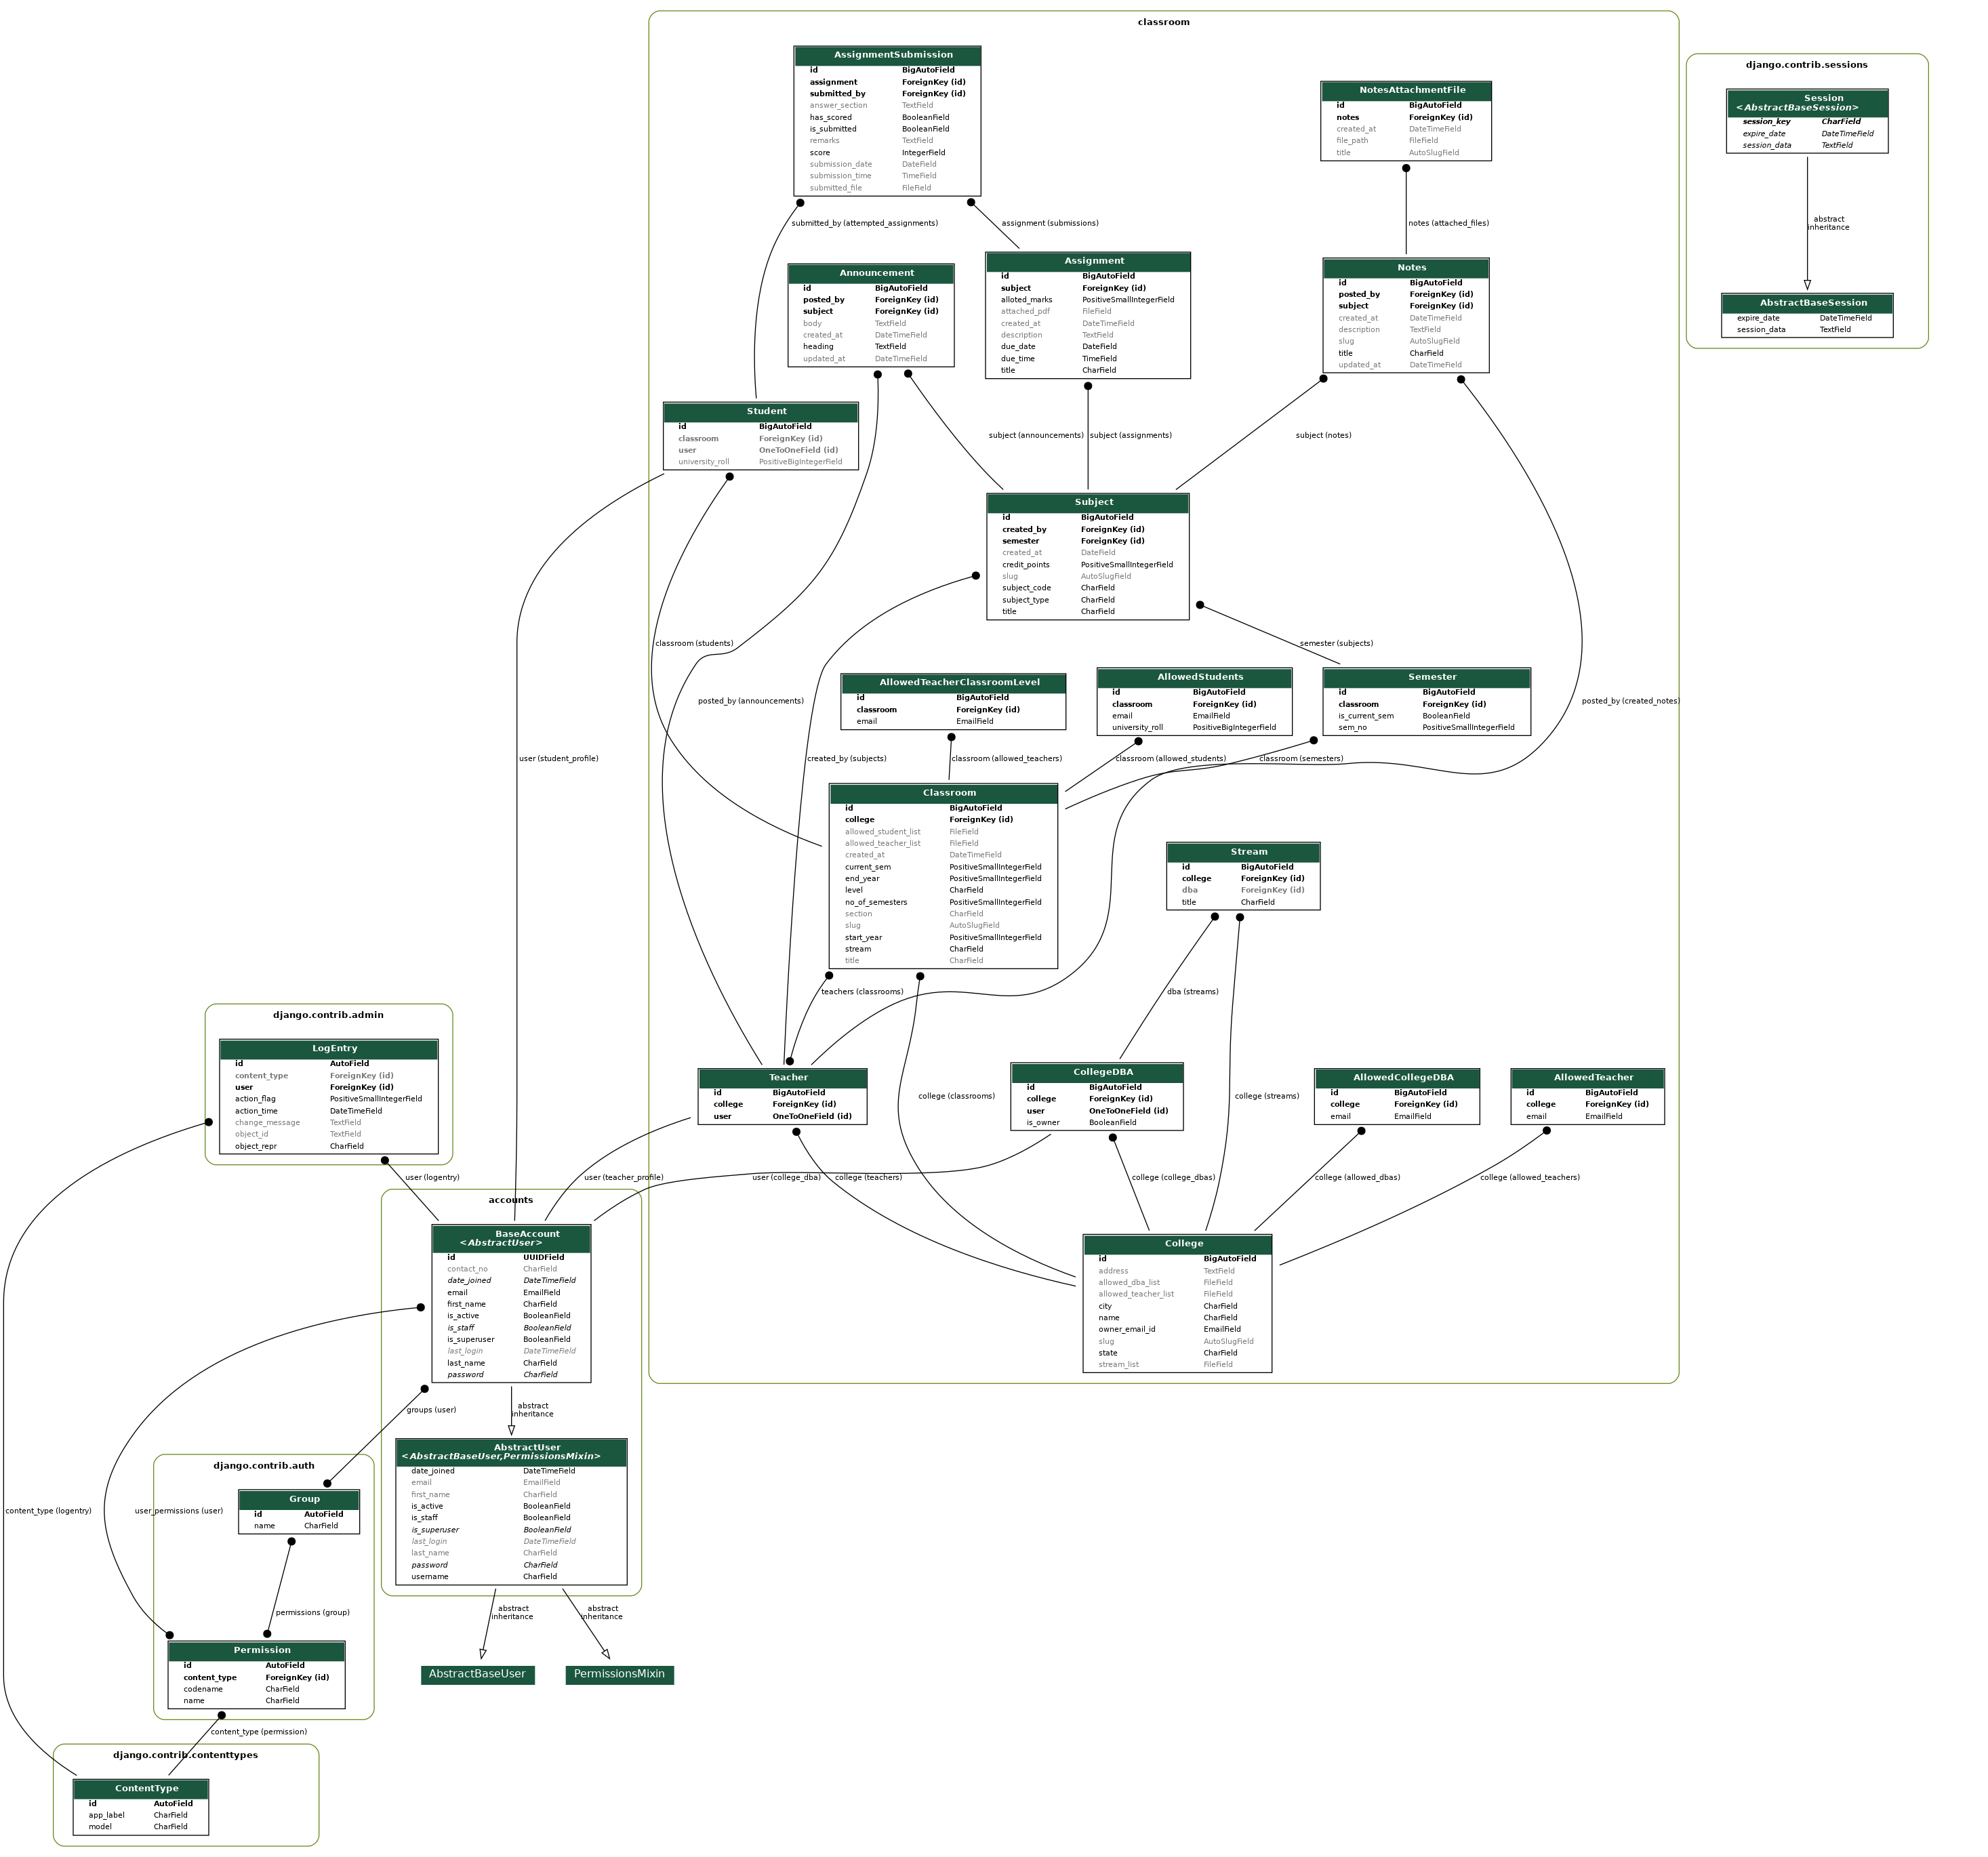 classroom
AssignmentSubmission
id BigAutoField
assignment ForeignKey (id)
submitted_by ForeignKey (id)
answer_section TextField
has_scored BooleanField
is_submitted BooleanField
remarks TextField
score IntegerField
submission_date DateField
submission_time TimeField
submitted_file FileField
NotesAttachmentFile
id BigAutoField
notes ForeignKey (id)
created_at DateTimeField
file_path FileField
title AutoSlugField
django.contrib.sessions
Session
<AbstractBaseSession>
session_key CharField
expire_date DateTimeField
session_data TextField
abstract
inheritance
AbstractBaseSession
expire_date DateTimeField
session_data TextField
submitted_by (attempted_assignments)
assignment (submissions)
notes (attached_files)
Announcement
id BigAutoField
posted_by ForeignKey (id)
subject ForeignKey (id)
body TextField
created_at DateTimeField
heading TextField
updated_at DateTimeField
Assignment
id BigAutoField
subject ForeignKey (id)
alloted_marks PositiveSmallIntegerField
attached_pdf FileField
created_at DateTimeField
description TextField
due_date DateField
due_time TimeField
title CharField
Notes
id BigAutoField
posted_by ForeignKey (id)
subject ForeignKey (id)
created_at DateTimeField
description TextField
slug AutoSlugField
title CharField
updated_at DateTimeField
Student
id BigAutoField
classroom ForeignKey (id)
user OneToOneField (id)
university_roll PositiveBigIntegerField
subject (announcements)
subject (assignments)
subject (notes)
Subject
id BigAutoField
created_by ForeignKey (id)
semester ForeignKey (id)
created_at DateField
credit_points PositiveSmallIntegerField
slug AutoSlugField
subject_code CharField
subject_type CharField
title CharField
classroom (students)
semester (subjects)
AllowedTeacherClassroomLevel
id BigAutoField
classroom ForeignKey (id)
email EmailField
AllowedStudents
id BigAutoField
classroom ForeignKey (id)
email EmailField
university_roll PositiveBigIntegerField
Semester
id BigAutoField
classroom ForeignKey (id)
is_current_sem BooleanField
sem_no PositiveSmallIntegerField
posted_by (announcements)
posted_by (created_notes)
user (student_profile)
created_by (subjects)
classroom (allowed_teachers)
classroom (allowed_students)
classroom (semesters)
Classroom
id BigAutoField
college ForeignKey (id)
allowed_student_list FileField
allowed_teacher_list FileField
created_at DateTimeField
current_sem PositiveSmallIntegerField
end_year PositiveSmallIntegerField
level CharField
no_of_semesters PositiveSmallIntegerField
section CharField
slug AutoSlugField
start_year PositiveSmallIntegerField
stream CharField
title CharField
Stream
id BigAutoField
college ForeignKey (id)
dba ForeignKey (id)
title CharField
teachers (classrooms)
dba (streams)
django.contrib.admin
LogEntry
id AutoField
content_type ForeignKey (id)
user ForeignKey (id)
action_flag PositiveSmallIntegerField
action_time DateTimeField
change_message TextField
object_id TextField
object_repr CharField
Teacher
id BigAutoField
college ForeignKey (id)
user OneToOneField (id)
college (classrooms)
CollegeDBA
id BigAutoField
college ForeignKey (id)
user OneToOneField (id)
is_owner BooleanField
college (streams)
AllowedCollegeDBA
id BigAutoField
college ForeignKey (id)
email EmailField
AllowedTeacher
id BigAutoField
college ForeignKey (id)
email EmailField
user (logentry)
user (teacher_profile)
user (college_dba)
college (teachers)
college (college_dbas)
college (allowed_dbas)
college (allowed_teachers)
accounts
BaseAccount
<AbstractUser>
id UUIDField
contact_no CharField
date_joined DateTimeField
email EmailField
first_name CharField
is_active BooleanField
is_staff BooleanField
is_superuser BooleanField
last_login DateTimeField
last_name CharField
password CharField
College
id BigAutoField
address TextField
allowed_dba_list FileField
allowed_teacher_list FileField
city CharField
name CharField
owner_email_id EmailField
slug AutoSlugField
state CharField
stream_list FileField
groups (user)
abstract
inheritance
AbstractUser
<AbstractBaseUser,PermissionsMixin>
date_joined DateTimeField
email EmailField
first_name CharField
is_active BooleanField
is_staff BooleanField
is_superuser BooleanField
last_login DateTimeField
last_name CharField
password CharField
username CharField
django.contrib.auth
Group
id AutoField
name CharField
content_type (logentry)
user_permissions (user)
permissions (group)
abstract
inheritance
abstract
inheritance
Permission
id AutoField
content_type ForeignKey (id)
codename CharField
name CharField
AbstractBaseUser
PermissionsMixin
content_type (permission)
django.contrib.contenttypes
ContentType
id AutoField
app_label CharField
model CharField